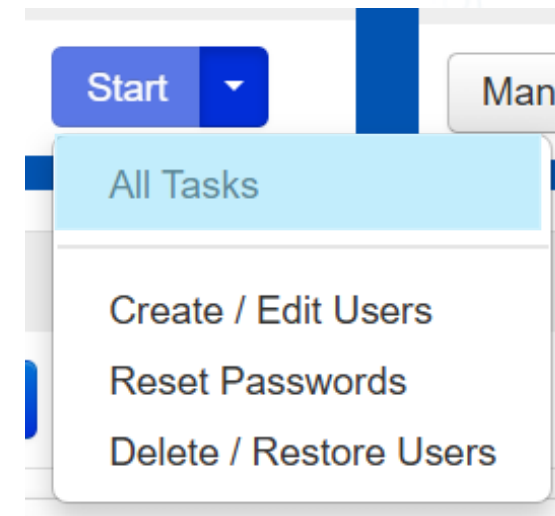 Start
Man
All Tasks
Create / Edit Users
Reset Passwords
Delete / Restore Users